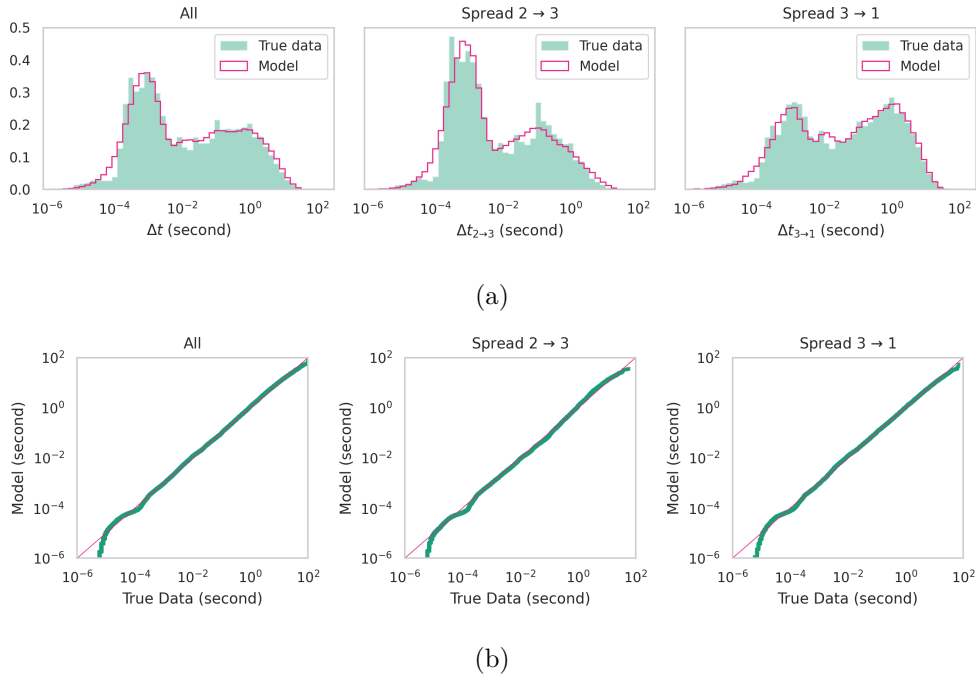 All Spread 2 → 3 Spread 3 → 1
0.5
0.4
0.3
0.2
0.1
0.0
True data
Model
True data
Model
True data
Model
10⁻⁶ 10⁻⁴ 10⁻² 10⁰ 10² 10⁻⁶ 10⁻⁴ 10⁻² 10⁰ 10² 10⁻⁶ 10⁻⁴ 10⁻² 10⁰ 10²
Δt (second) Δt₂→₃ (second) Δt₃→₁ (second)
(a)
All Spread 2 → 3 Spread 3 → 1
Model (second)
10²
10⁰
10⁻²
10⁻⁴
10⁻⁶
10⁻⁶ 10⁻⁴ 10⁻² 10⁰ 10²
True Data (second)
Model (second)
10²
10⁰
10⁻²
10⁻⁴
10⁻⁶
10⁻⁶ 10⁻⁴ 10⁻² 10⁰ 10²
True Data (second)
Model (second)
10²
10⁰
10⁻²
10⁻⁴
10⁻⁶
10⁻⁶ 10⁻⁴ 10⁻² 10⁰ 10²
True Data (second)
(b)